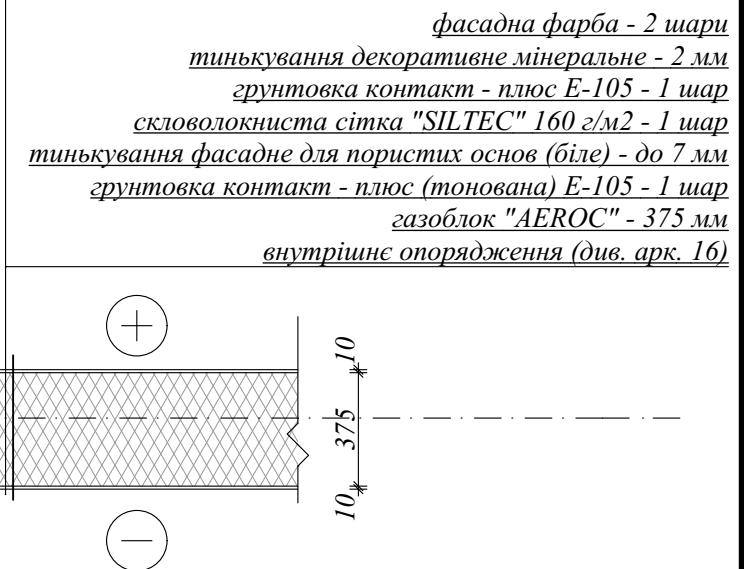 фасадна фарба - 2 шари
тинькування декоративне мінеральне - 2 мм
грунтовка контакт - плюс Е-105 - 1 шар
скловолокниста сітка "SILTEC" 160 г/м2 - 1 шар
тинькування фасадне для пористих основ (біле) - до 7 мм
грунтовка контакт - плюс (тонована) Е-105 - 1 шар
газоблок "AEROC" - 375 мм
внутрішнє опорядження (див. арк. 16)
+
10
375
10
−